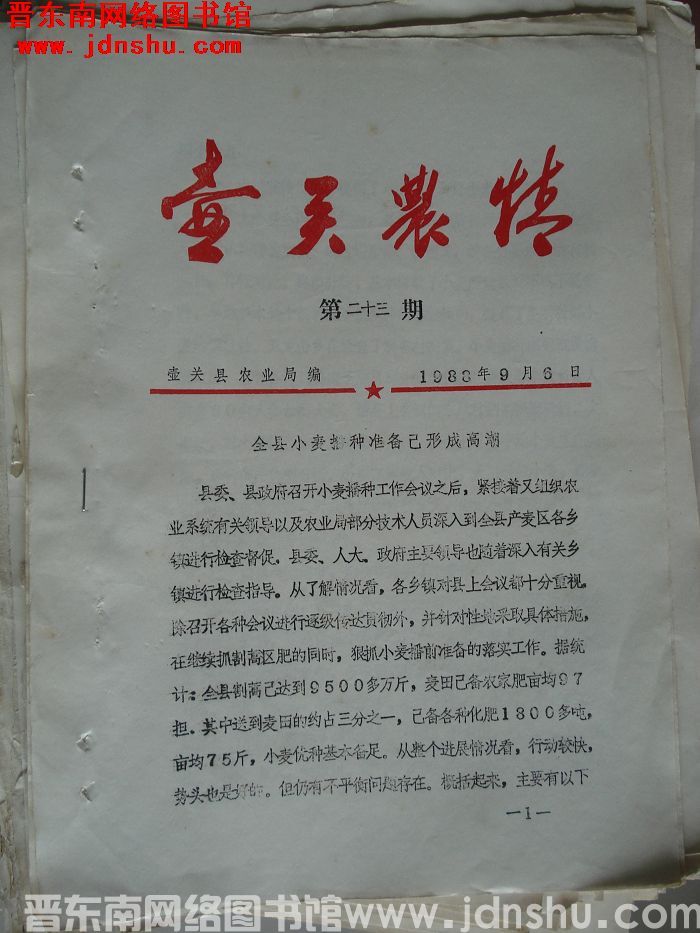 晋东南网络图书馆
www.jdnshu.com
壶关农情
第二十三期
壶关县农业局编
1988年9月6日
全县小麦播种准备已形成高潮
县委、县政府召开小麦播种工作会议之后，紧接着又组织农
业系统有关领导以及农业局部分技术人员深入到全县产麦区各乡
镇进行检查督促。县委、人大、政府主要领导也随着深入有关乡
镇进行检查指导。从了解情况看，各乡镇对县上会议都十分重视，
除召开各种会议进行逐级传达贯彻外，并针对性地采取具体措施，
在继续抓割蒿沤肥的同时，狠抓小麦播前准备的落实工作。据统
计：全县割蒿已达到9500多万斤，麦田已备农家肥亩均97
担．其中送到麦田的约占三分之一，已备各种化肥1800多吨，
亩均75斤，小麦优种基本备足。从整个进展情况看，行动较快，
势头也是好的。但仍有不平衡问题存在。概括起来，主要有以下
—1—
晋东南网络图书馆www.jdnshu.com